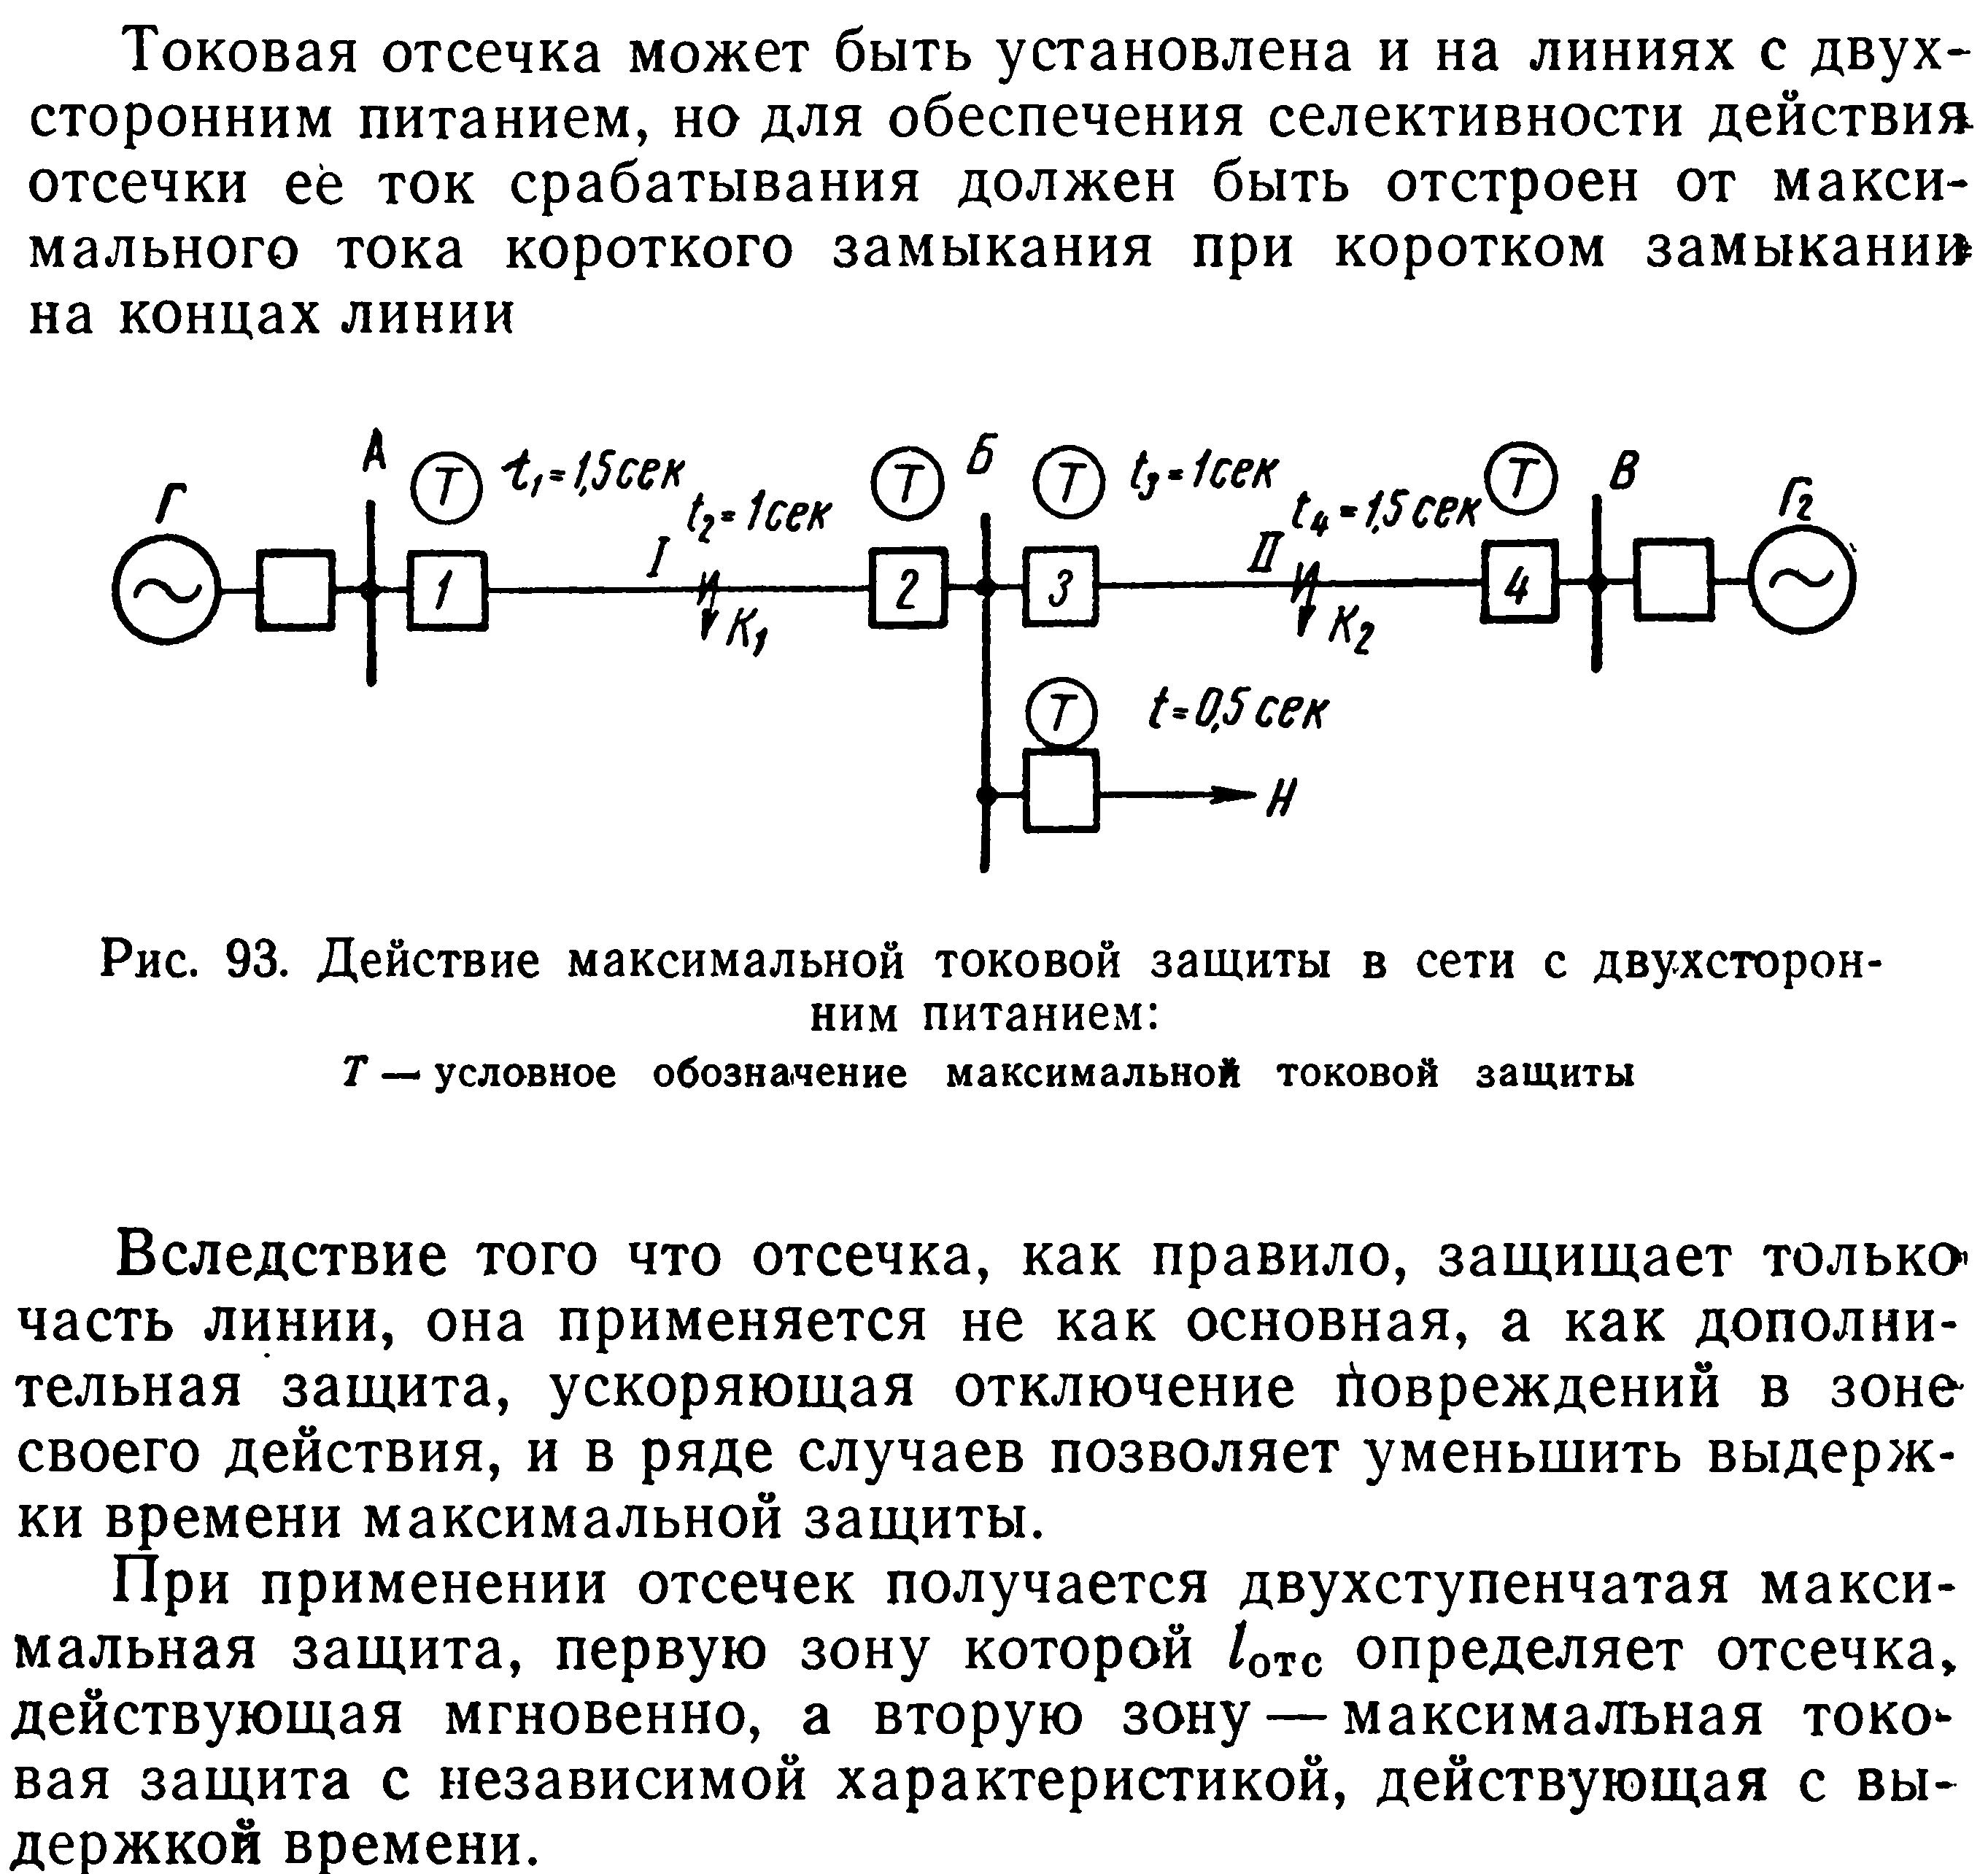 Токовая отсечка может быть установлена и на линиях с двух-
сторонним питанием, но для обеспечения селективности действия
отсечки её ток срабатывания должен быть отстроен от макси-
мального тока короткого замыкания при коротком замыкании
на концах линии
А Т t₁=1,5сек Т Б Т t₃=1сек Т В
Г t₂=1сек t₄=1,5сек Г₂
I II
1 2 3 4
К₁ К₂
Т t=0,5сек
Н
Рис. 93. Действие максимальной токовой защиты в сети с двухсторон-
ним питанием:
Т — условное обозначение максимальной токовой защиты
Вследствие того что отсечка, как правило, защищает только
часть линии, она применяется не как основная, а как дополни-
тельная защита, ускоряющая отключение повреждений в зоне
своего действия, и в ряде случаев позволяет уменьшить выдерж-
ки времени максимальной защиты.
При применении отсечек получается двухступенчатая макси-
мальная защита, первую зону которой lотс определяет отсечка,
действующая мгновенно, а вторую зону — максимальная токо-
вая защита с независимой характеристикой, действующая с вы-
держкой времени.